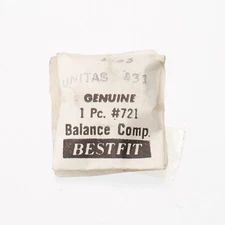 UNITAS 431
GENUINE
1 Pc. #721
Balance Comp.
BESTFIT